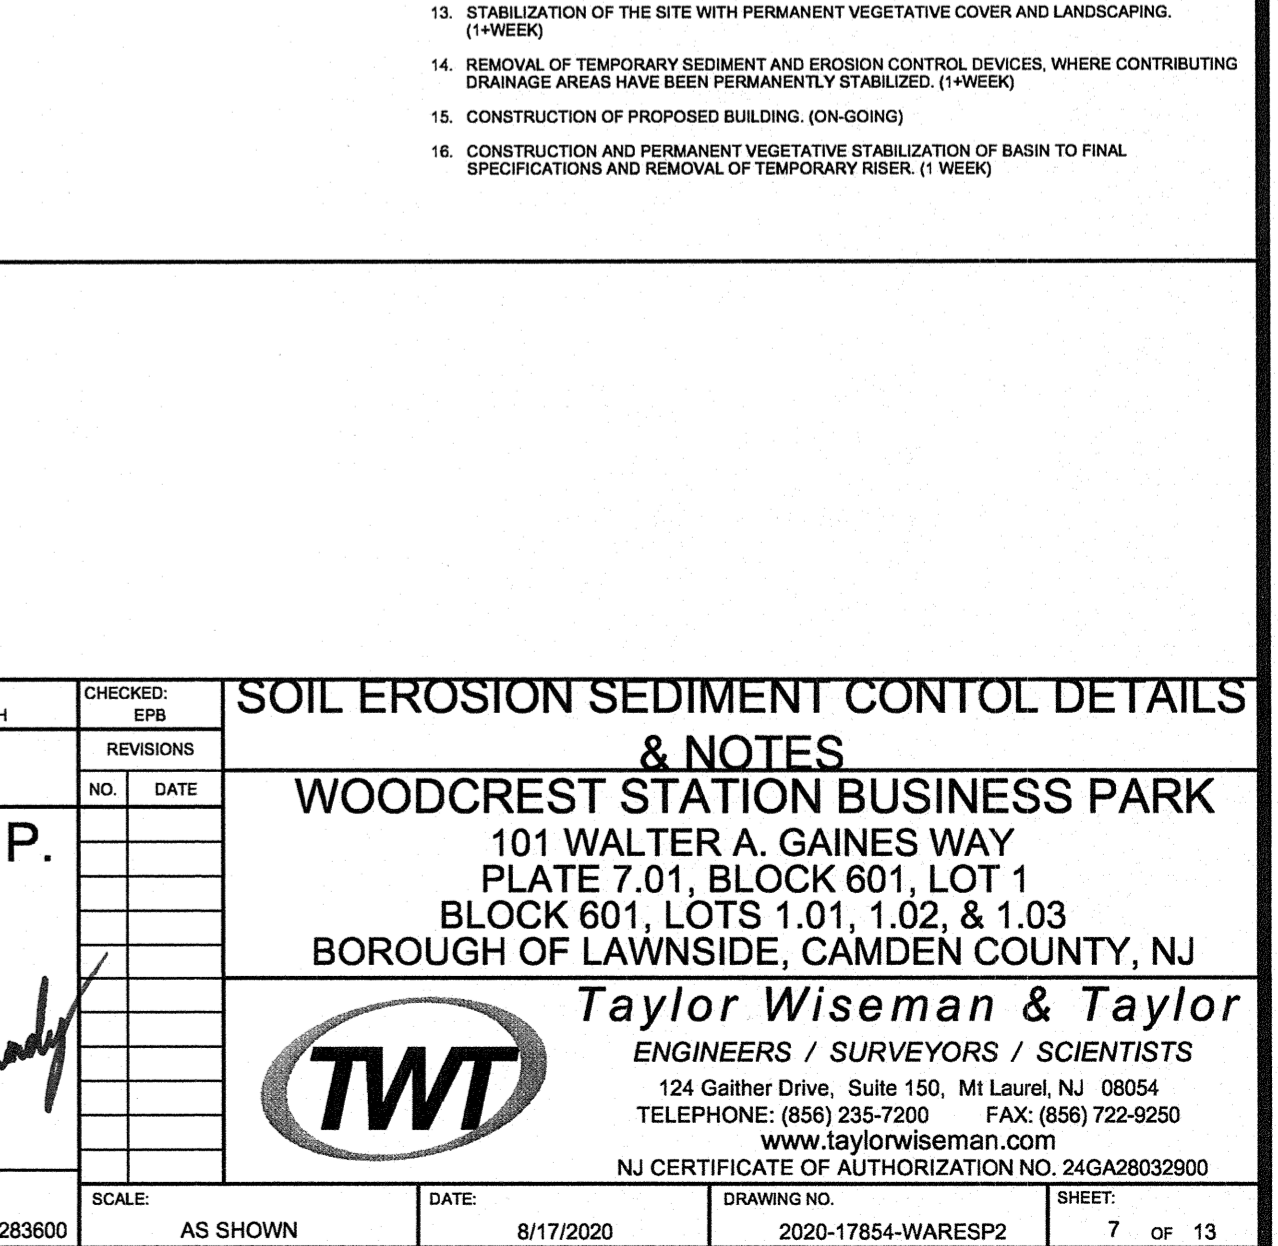 13. STABILIZATION OF THE SITE WITH PERMANENT VEGETATIVE COVER AND LANDSCAPING.
(1+WEEK)
14. REMOVAL OF TEMPORARY SEDIMENT AND EROSION CONTROL DEVICES, WHERE CONTRIBUTING
DRAINAGE AREAS HAVE BEEN PERMANENTLY STABILIZED. (1+WEEK)
15. CONSTRUCTION OF PROPOSED BUILDING. (ON-GOING)
16. CONSTRUCTION AND PERMANENT VEGETATIVE STABILIZATION OF BASIN TO FINAL
SPECIFICATIONS AND REMOVAL OF TEMPORARY RISER. (1 WEEK)
CHECKED:
EPB
REVISIONS
NO. DATE
P.
SOIL EROSION SEDIMENT CONTOL DETAILS
& NOTES
WOODCREST STATION BUSINESS PARK
101 WALTER A. GAINES WAY
PLATE 7.01, BLOCK 601, LOT 1
BLOCK 601, LOTS 1.01, 1.02, & 1.03
BOROUGH OF LAWNSIDE, CAMDEN COUNTY, NJ
TWT
Taylor Wiseman & Taylor
ENGINEERS / SURVEYORS / SCIENTISTS
124 Gaither Drive, Suite 150, Mt Laurel, NJ 08054
TELEPHONE: (856) 235-7200 FAX: (856) 722-9250
www.taylorwiseman.com
NJ CERTIFICATE OF AUTHORIZATION NO. 24GA28032900
283600
SCALE:
AS SHOWN
DATE:
8/17/2020
DRAWING NO.
2020-17854-WARESP2
SHEET:
7 OF 13